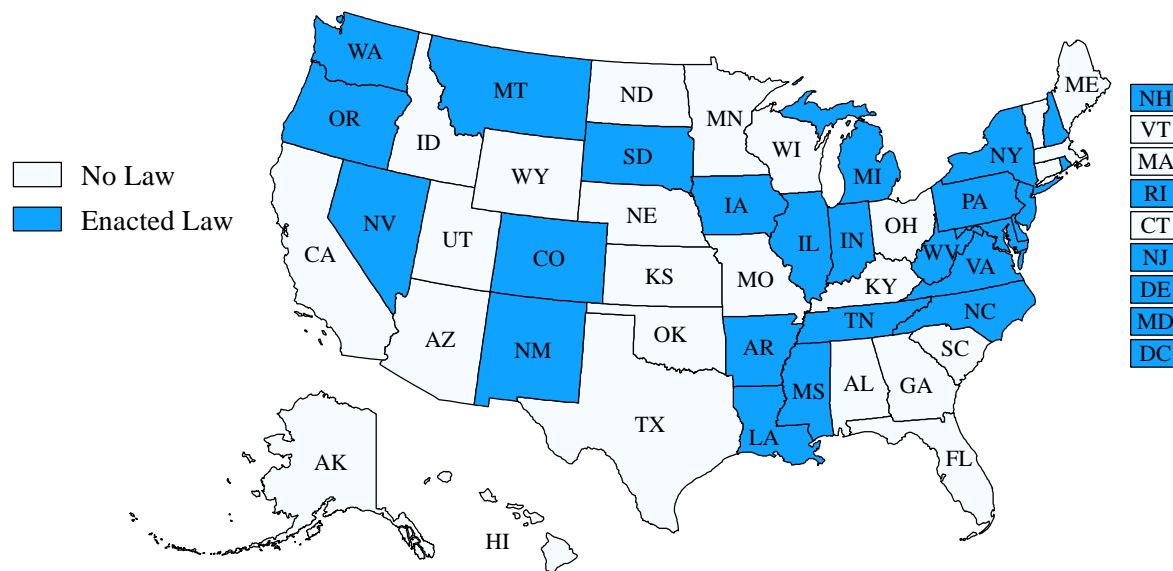 WA
MT
ND
MN
ME
OR
ID
SD
WI
MI
NY
NH
VT
MA
RI
CT
NJ
DE
MD
DC
No Law
Enacted Law
WY
NE
IA
PA
NV
UT
CO
IL
IN
OH
WV
VA
CA
KS
MO
KY
AZ
NM
OK
AR
TN
NC
SC
MS
AL
GA
TX
LA
FL
AK
HI